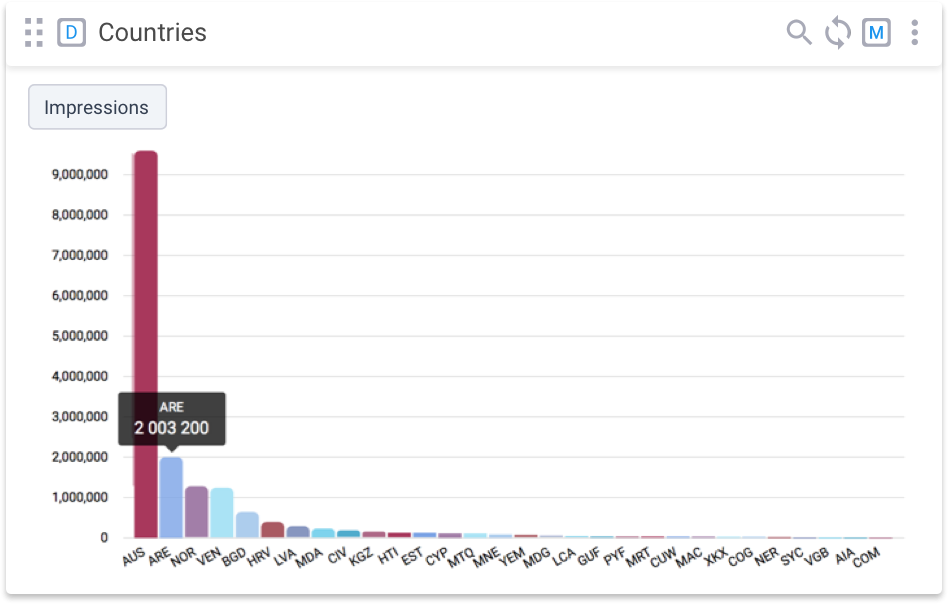 D Countries M
Impressions
9,000,000
8,000,000
7,000,000
6,000,000
5,000,000
4,000,000
3,000,000
2,000,000
1,000,000
0
ARE
2 003 200
AUS ARE NOR VEN BGD HRV LVA MDA CIV KGZ HTI EST CYP MTQ MNE YEM MDG LCA GUF PYF MRT CUW MAC XKX COG NER SYC VGB AIA COM